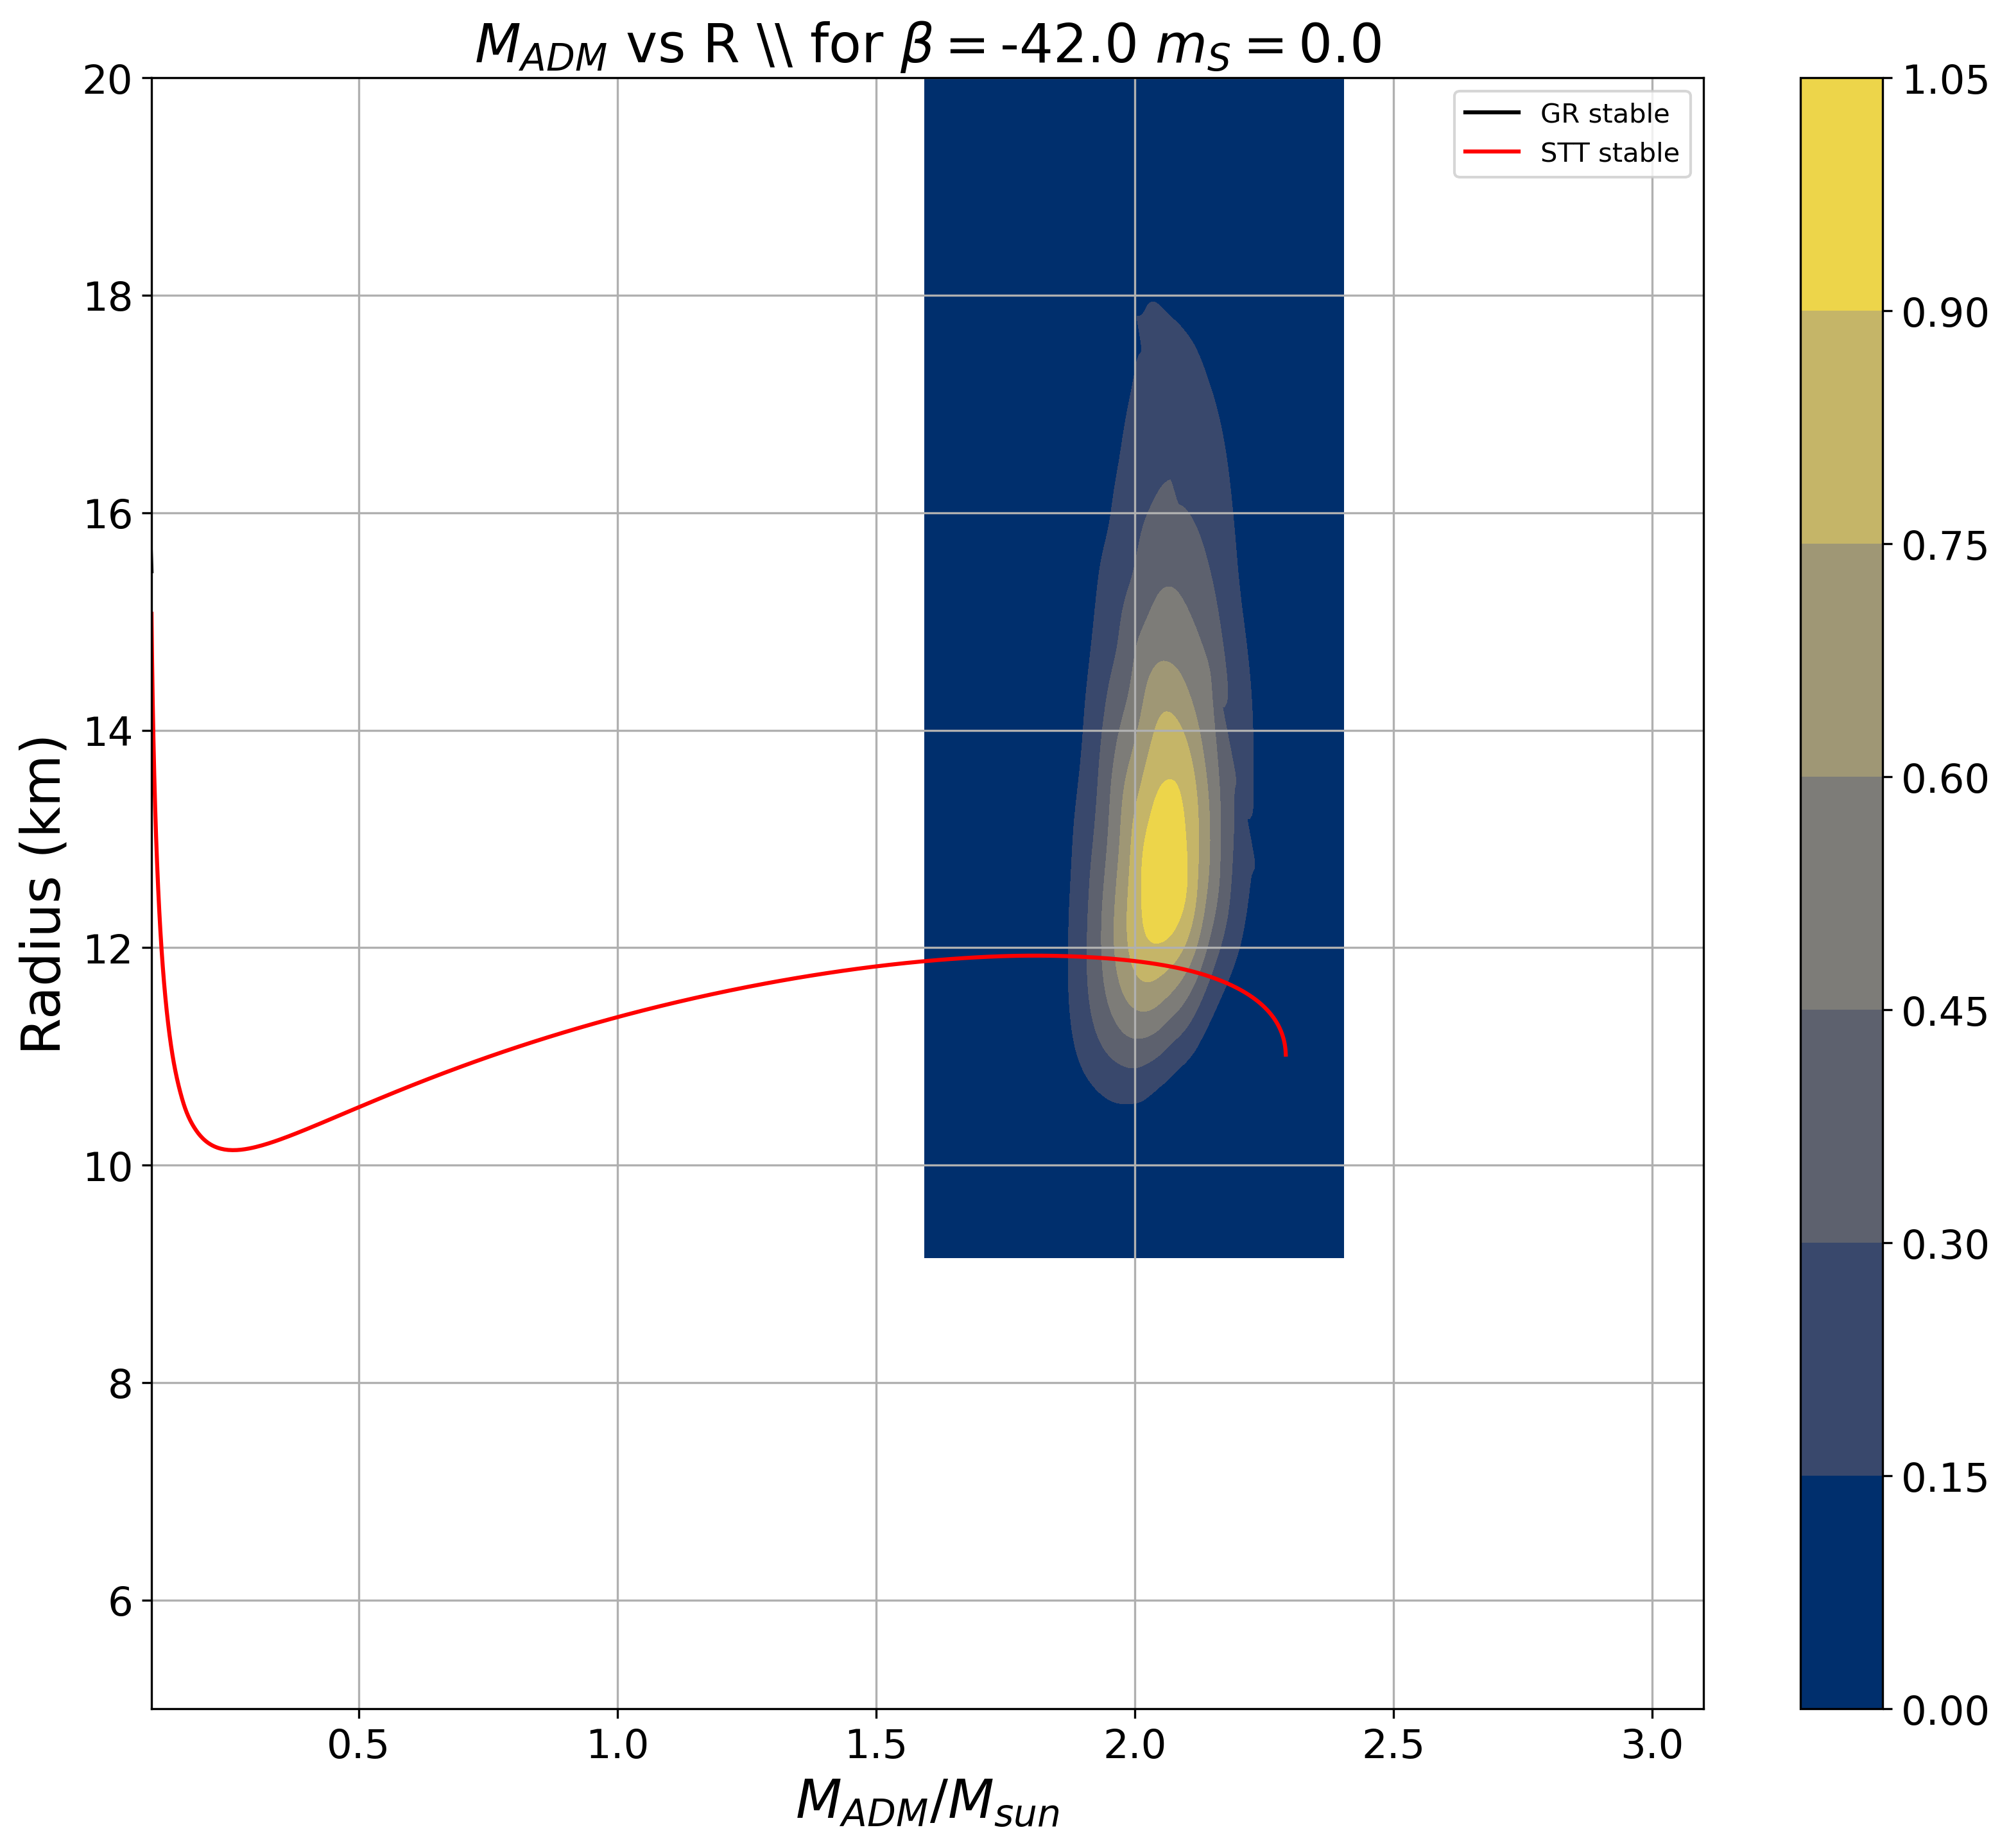 M_ADM vs R \\ for β = -42.0 m_S = 0.0
GR stable
STT stable
Radius (km)
20
18
16
14
12
10
8
6
0.5 1.0 1.5 2.0 2.5 3.0
M_ADM/M_sun
1.05
0.90
0.75
0.60
0.45
0.30
0.15
0.00